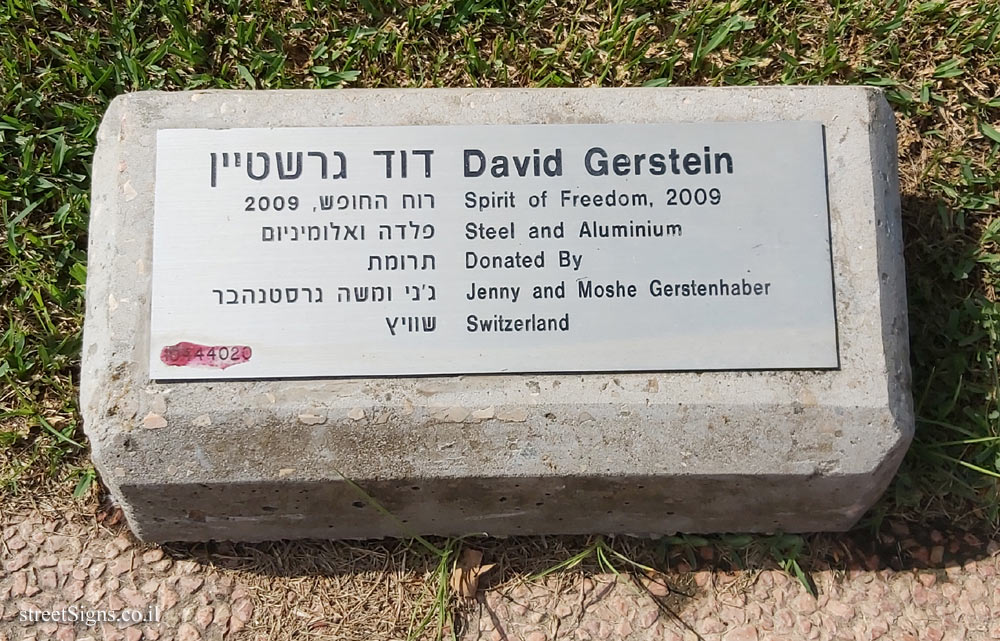 דוד גרשטיין
רוח החופש, 2009
פלדה ואלומיניום
תרומת
ג'ני ומשה גרסטנהבר
שוויץ
David Gerstein
Spirit of Freedom, 2009
Steel and Aluminium
Donated By
Jenny and Moshe Gerstenhaber
Switzerland
10444020
streetSigns.co.il